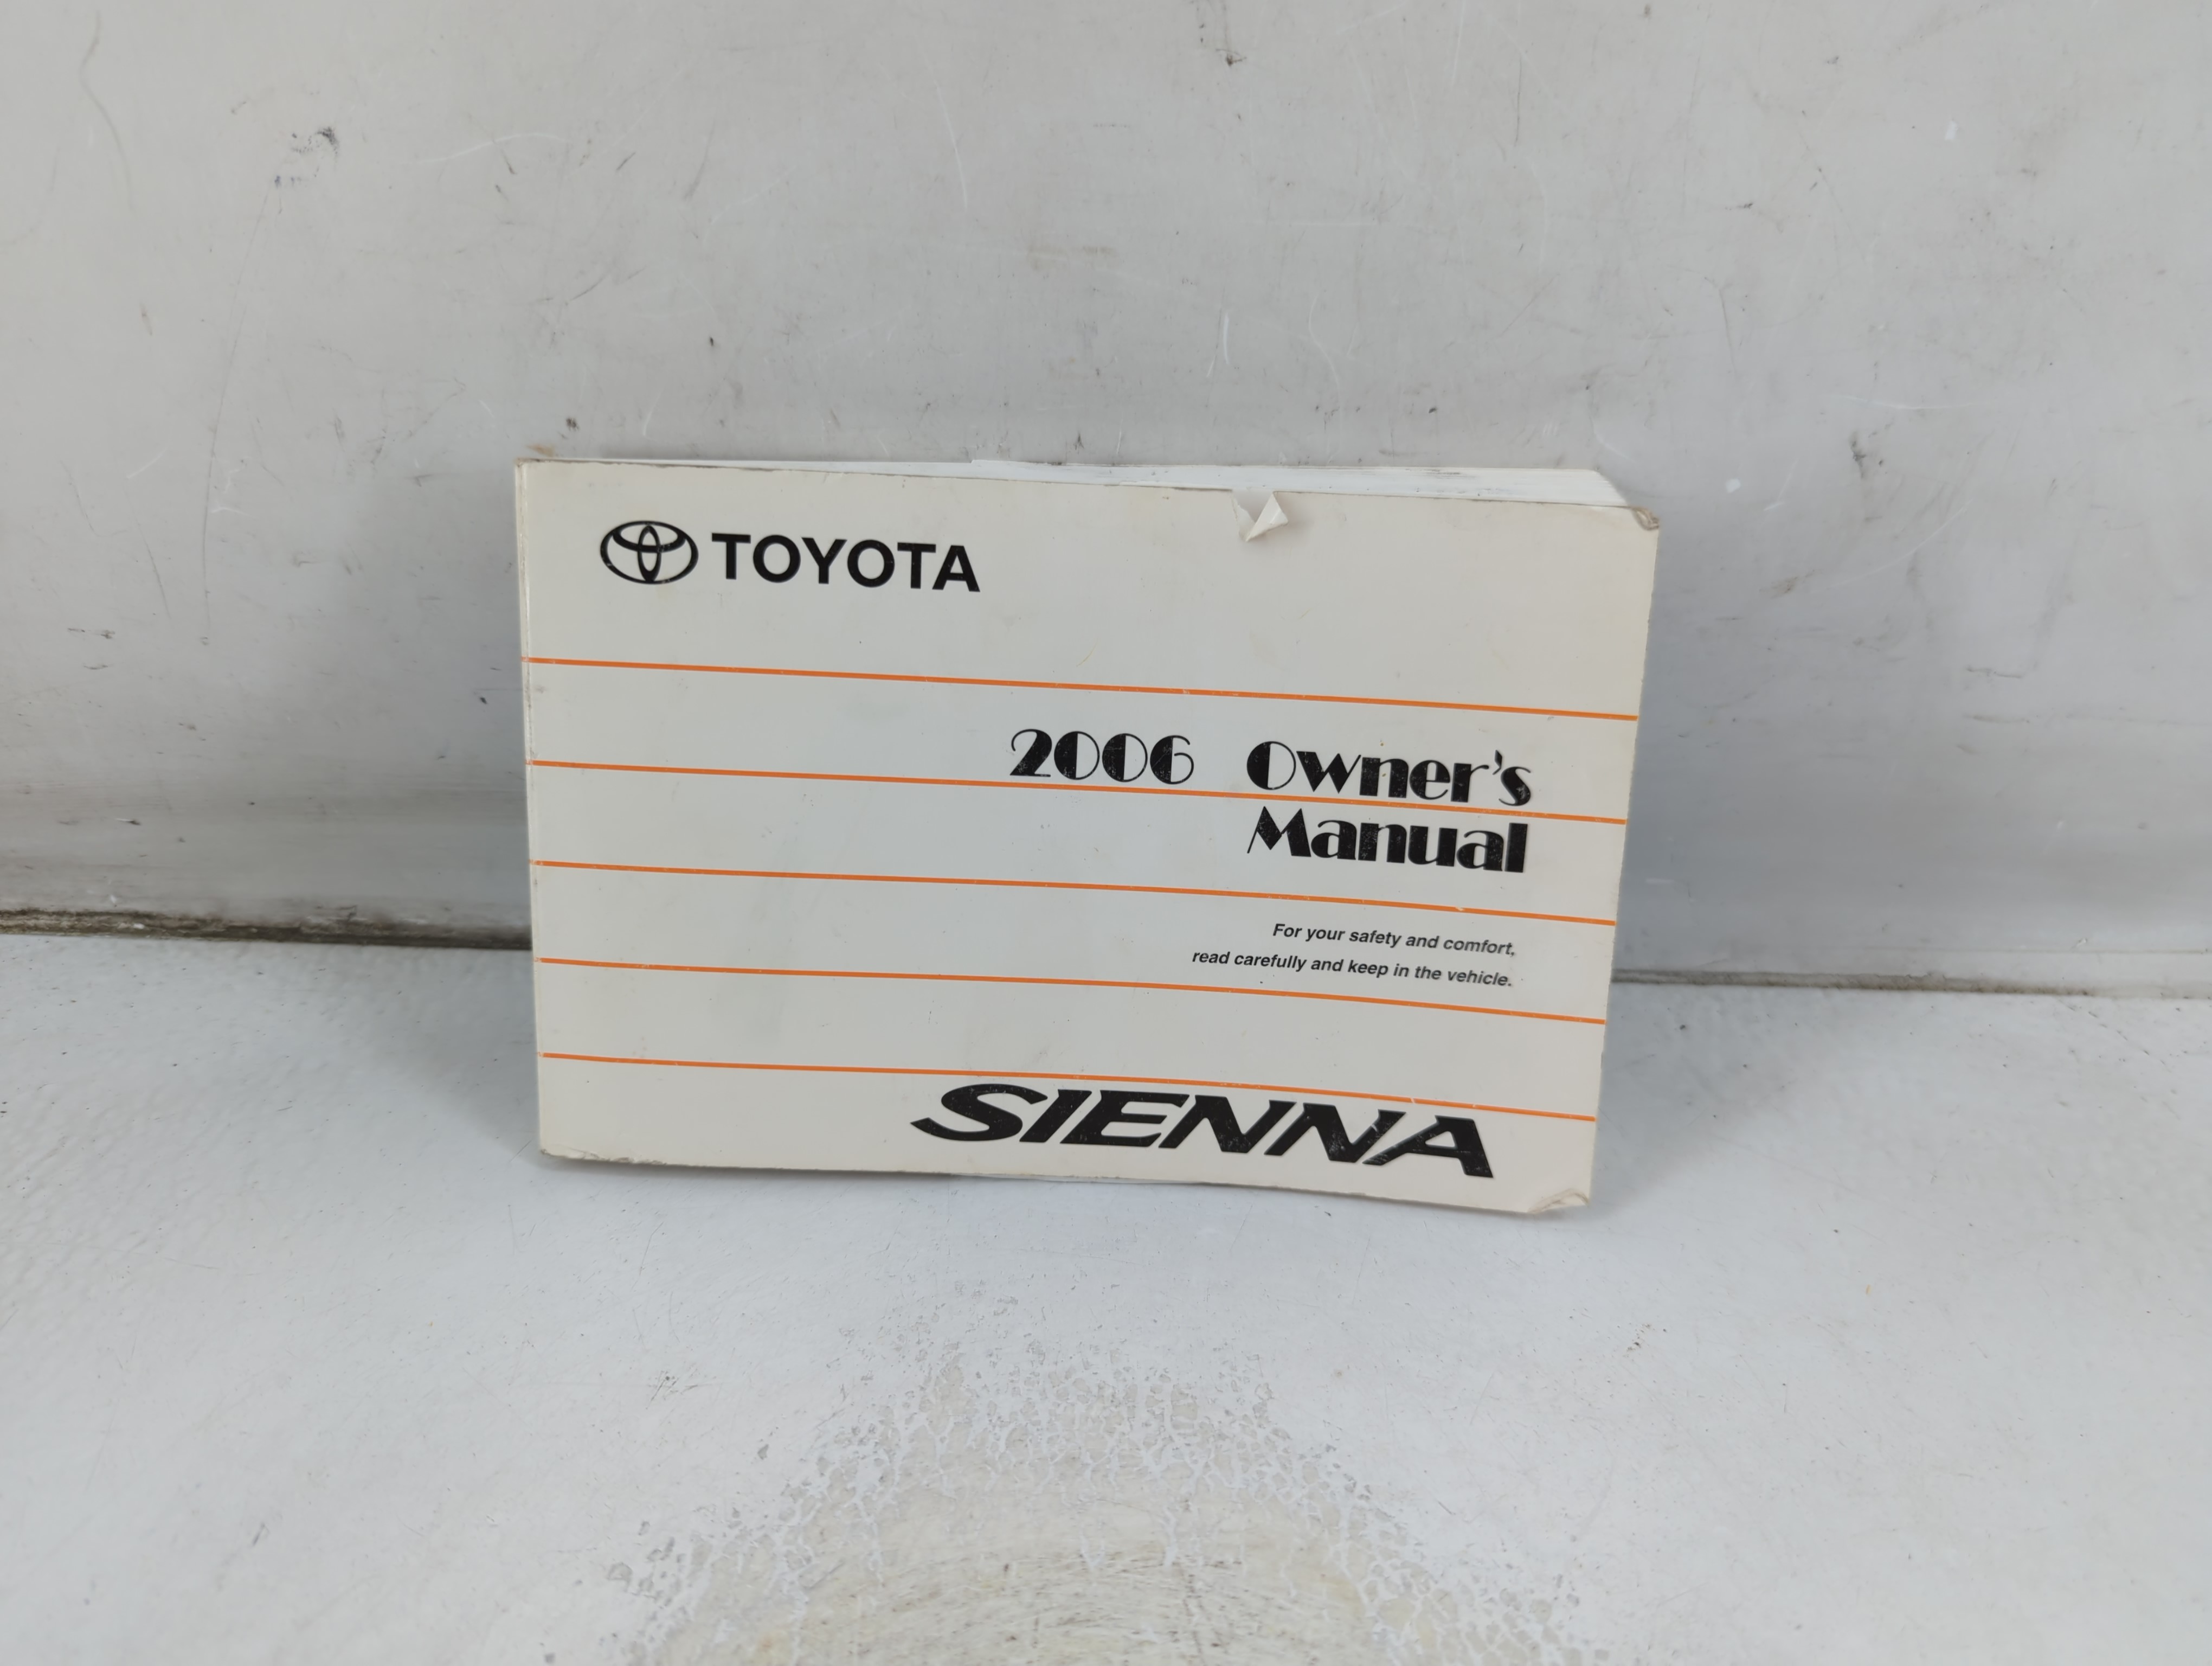 TOYOTA
2006 Owner's
Manual
For your safety and comfort,
read carefully and keep in the vehicle.
SIENNA